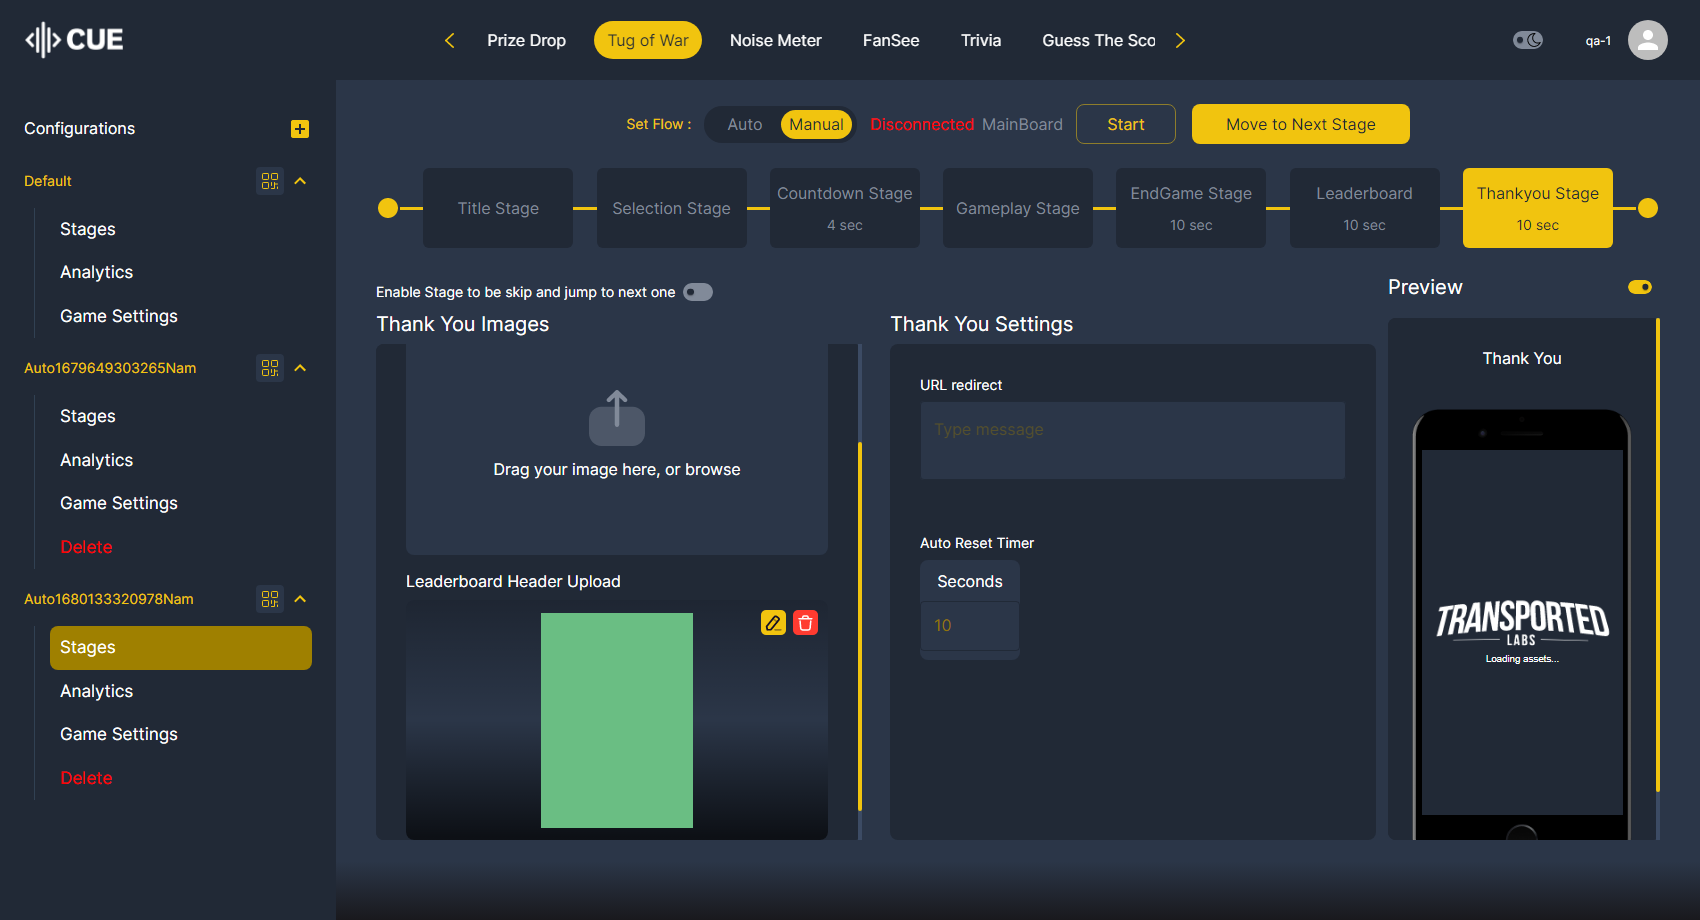 CUE
Prize Drop
Tug of War
Noise Meter
FanSee
Trivia
Guess The Sco
qa-1
Configurations
Default
Stages
Analytics
Game Settings
Auto1679649303265Nam
Stages
Analytics
Game Settings
Delete
Auto1680133320978Nam
Stages
Analytics
Game Settings
Delete
Set Flow :
Auto
Manual
Disconnected MainBoard
Start
Move to Next Stage
Title Stage
Selection Stage
Countdown Stage
4 sec
Gameplay Stage
EndGame Stage
10 sec
Leaderboard
10 sec
Thankyou Stage
10 sec
Enable Stage to be skip and jump to next one
Thank You Images
Drag your image here, or browse
Leaderboard Header Upload
Thank You Settings
URL redirect
Type message
Auto Reset Timer
Seconds
10
Preview
Thank You
TRANSPORTED
LABS
Loading assets...